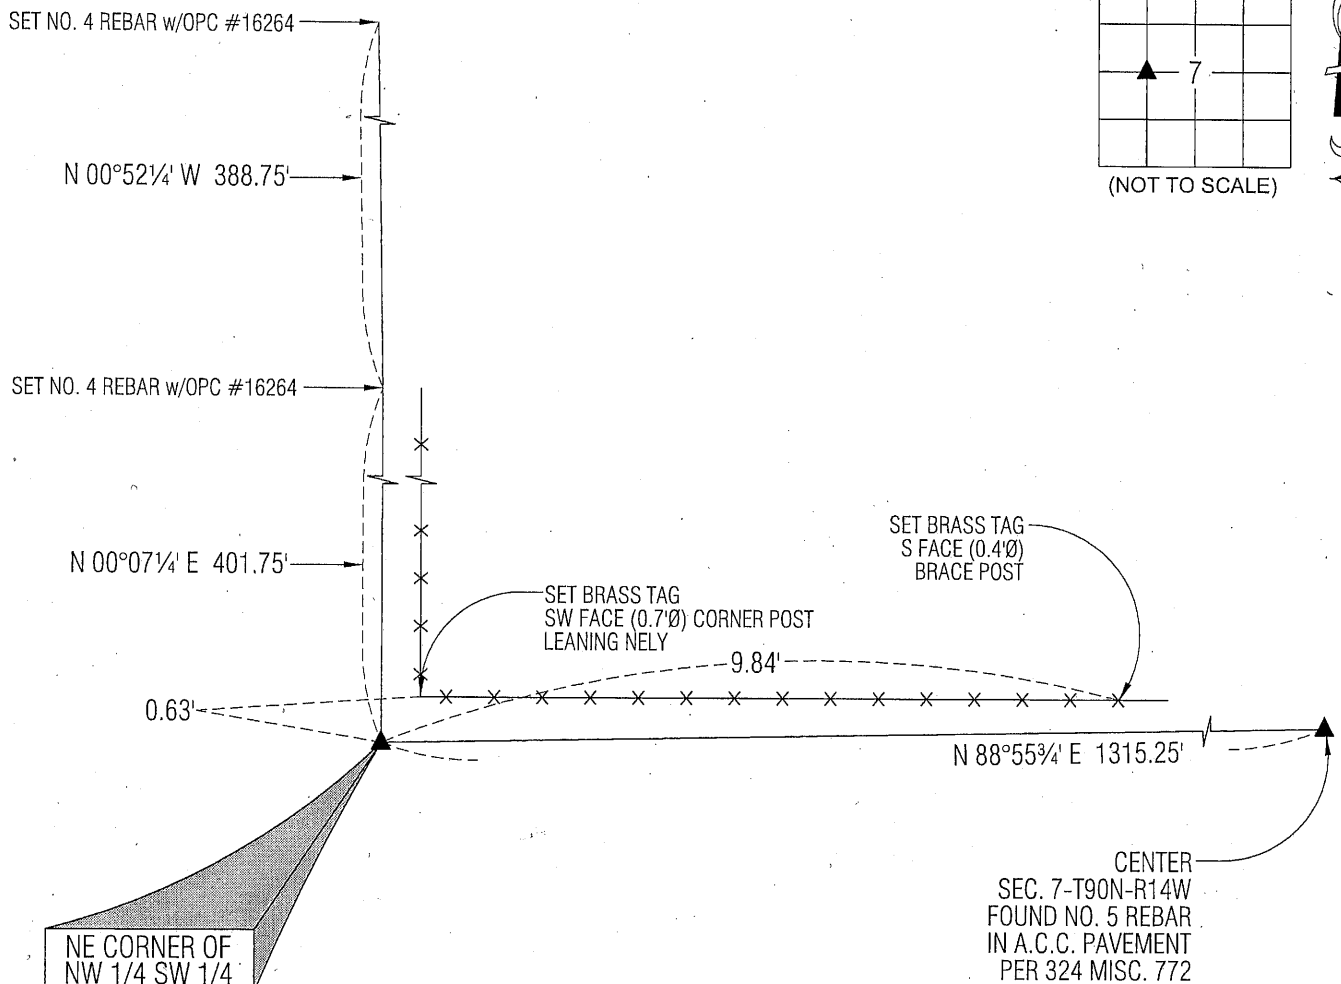 SET NO. 4 REBAR w/OPC #16264
7
(NOT TO SCALE)
N 00°52¼' W 388.75'
SET NO. 4 REBAR w/OPC #16264
N 00°07¼' E 401.75'
SET BRASS TAG
S FACE (0.4'Ø)
BRACE POST
SET BRASS TAG
SW FACE (0.7'Ø) CORNER POST
LEANING NELY
9.84'
0.63'
N 88°55¾' E 1315.25'
CENTER
SEC. 7-T90N-R14W
FOUND NO. 5 REBAR
IN A.C.C. PAVEMENT
PER 324 MISC. 772
NE CORNER OF
NW 1/4 SW 1/4